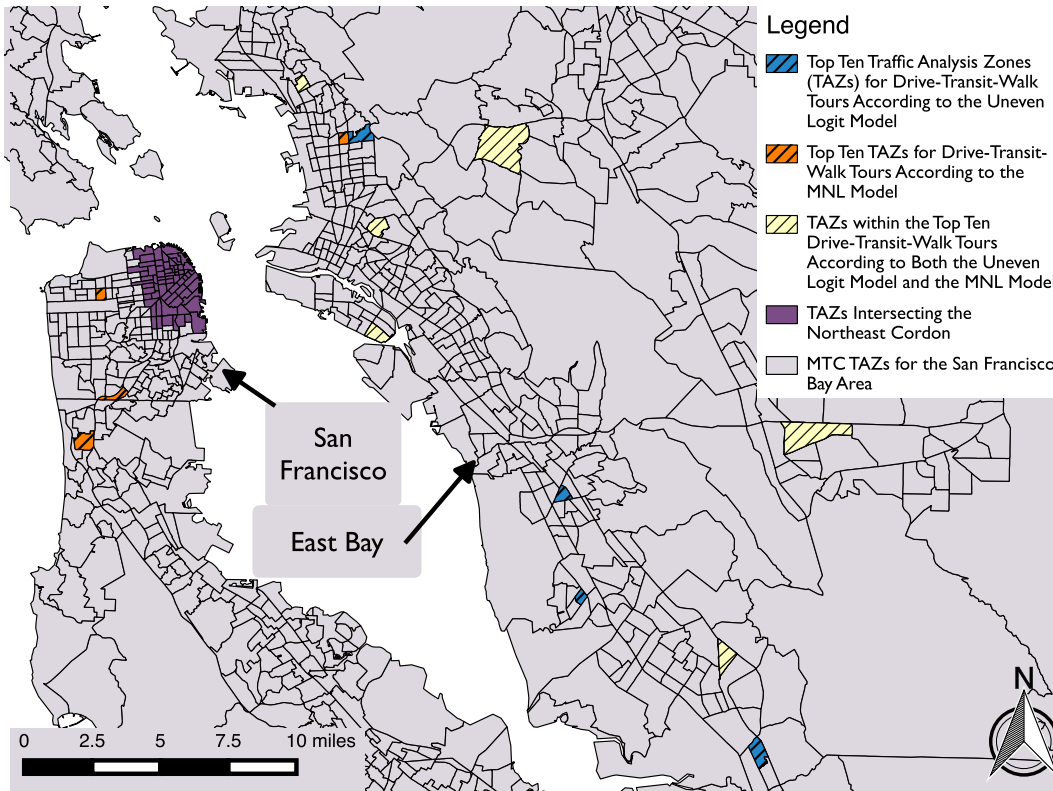 Legend
Top Ten Traffic Analysis Zones
(TAZs) for Drive-Transit-Walk
Tours According to the Uneven
Logit Model
Top Ten TAZs for Drive-Transit-
Walk Tours According to the
MNL Model
TAZs within the Top Ten
Drive-Transit-Walk Tours
According to Both the Uneven
Logit Model and the MNL Model
TAZs Intersecting the
Northeast Cordon
MTC TAZs for the San Francisco
Bay Area
San
Francisco
East Bay
N
0 2.5 5 7.5 10 miles